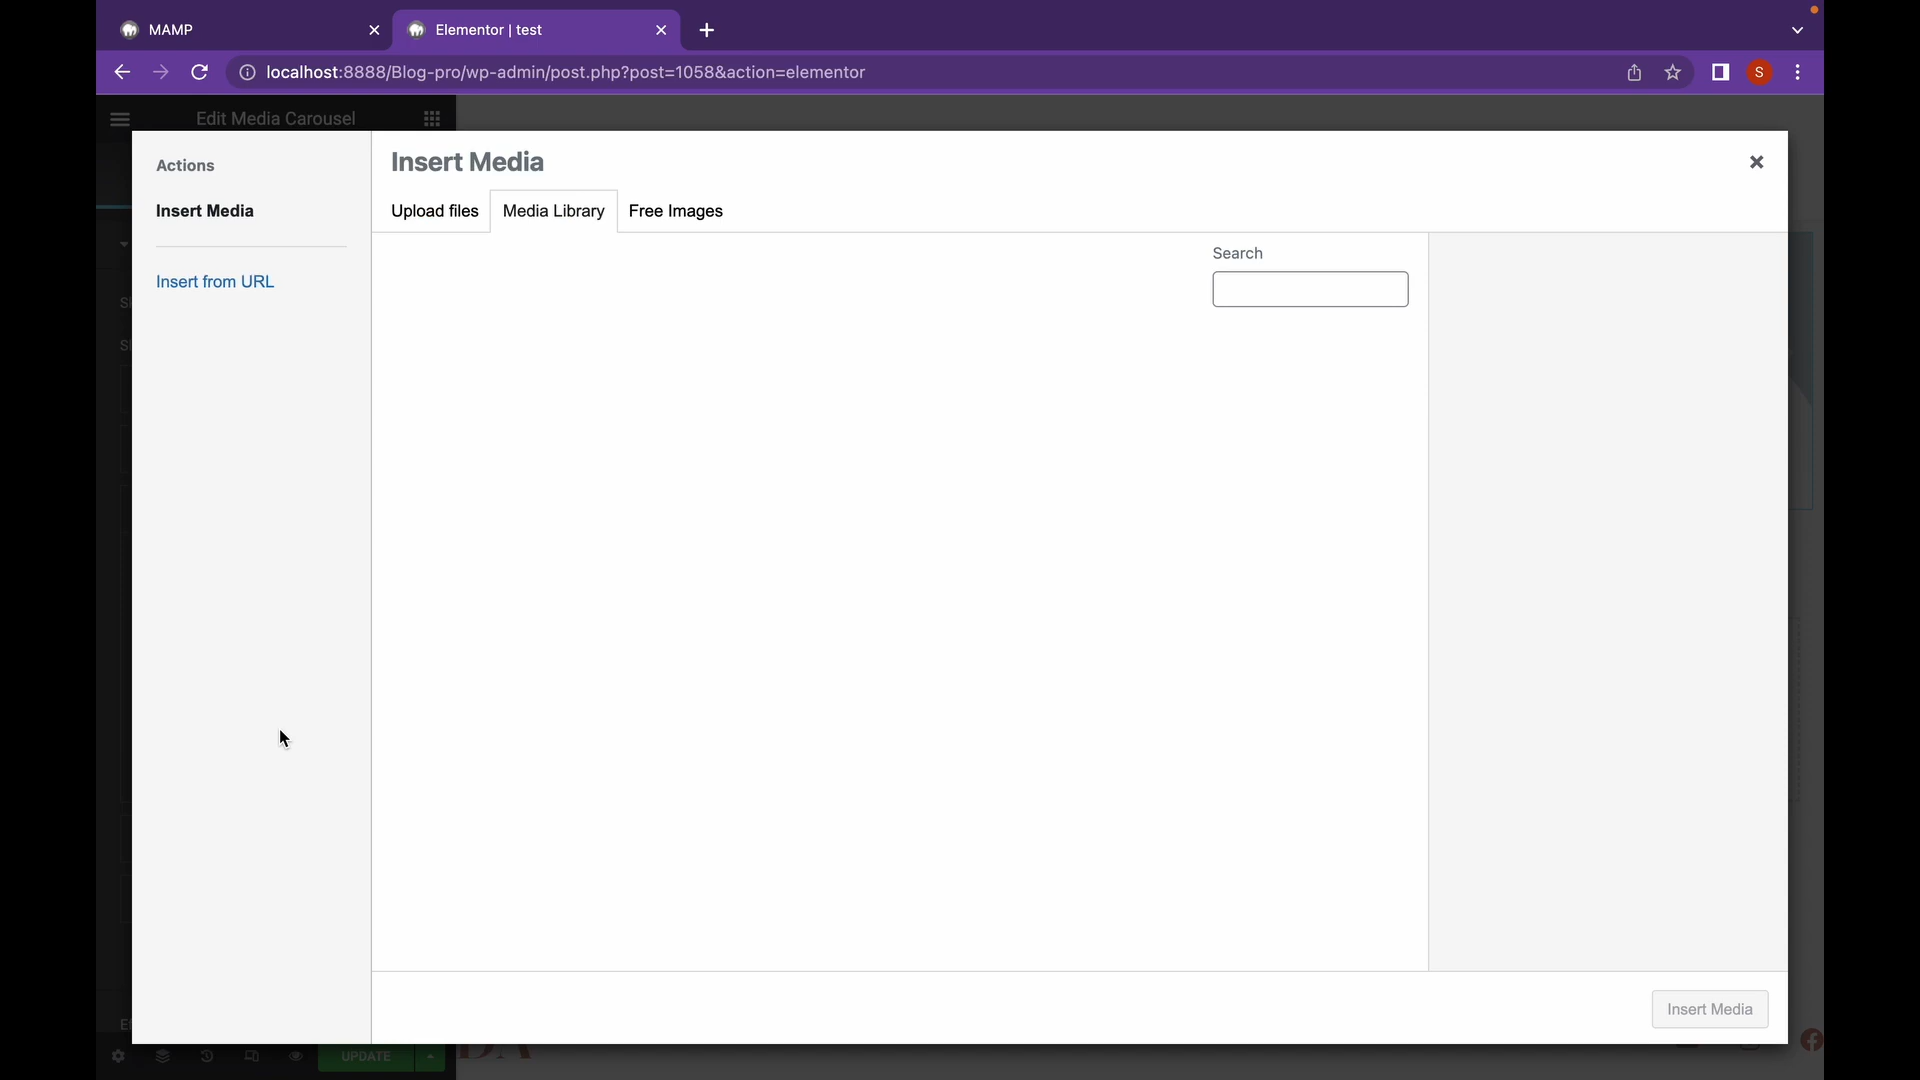 MAMP
Elementor | test
localhost:8888/Blog-pro/wp-admin/post.php?post=1058&action=elementor
S
Edit Media Carousel
Actions
Insert Media
Insert from URL
Insert Media
Upload files
Media Library
Free Images
Search
Insert Media
UPDATE